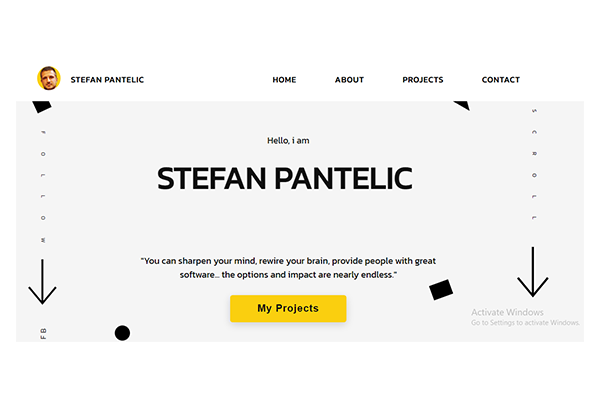 STEFAN PANTELIC
HOME ABOUT PROJECTS CONTACT
FOLLOW
FB
Hello, i am
STEFAN PANTELIC
"You can sharpen your mind, rewire your brain, provide people with great
software... the options and impact are nearly endless."
My Projects
SCROLL
Activate Windows
Go to Settings to activate Windows.